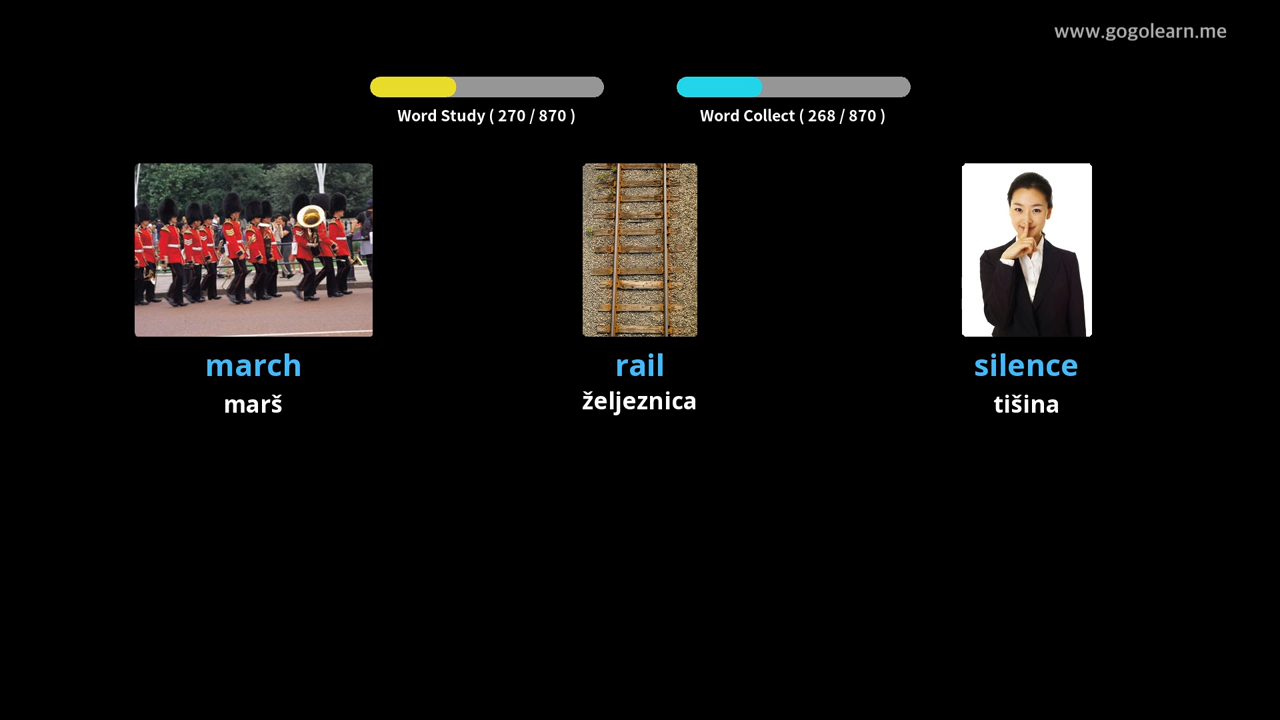 www.gogolearn.me
Word Study ( 270 / 870 )
Word Collect ( 268 / 870 )
march
rail
silence
marš
željeznica
tišina